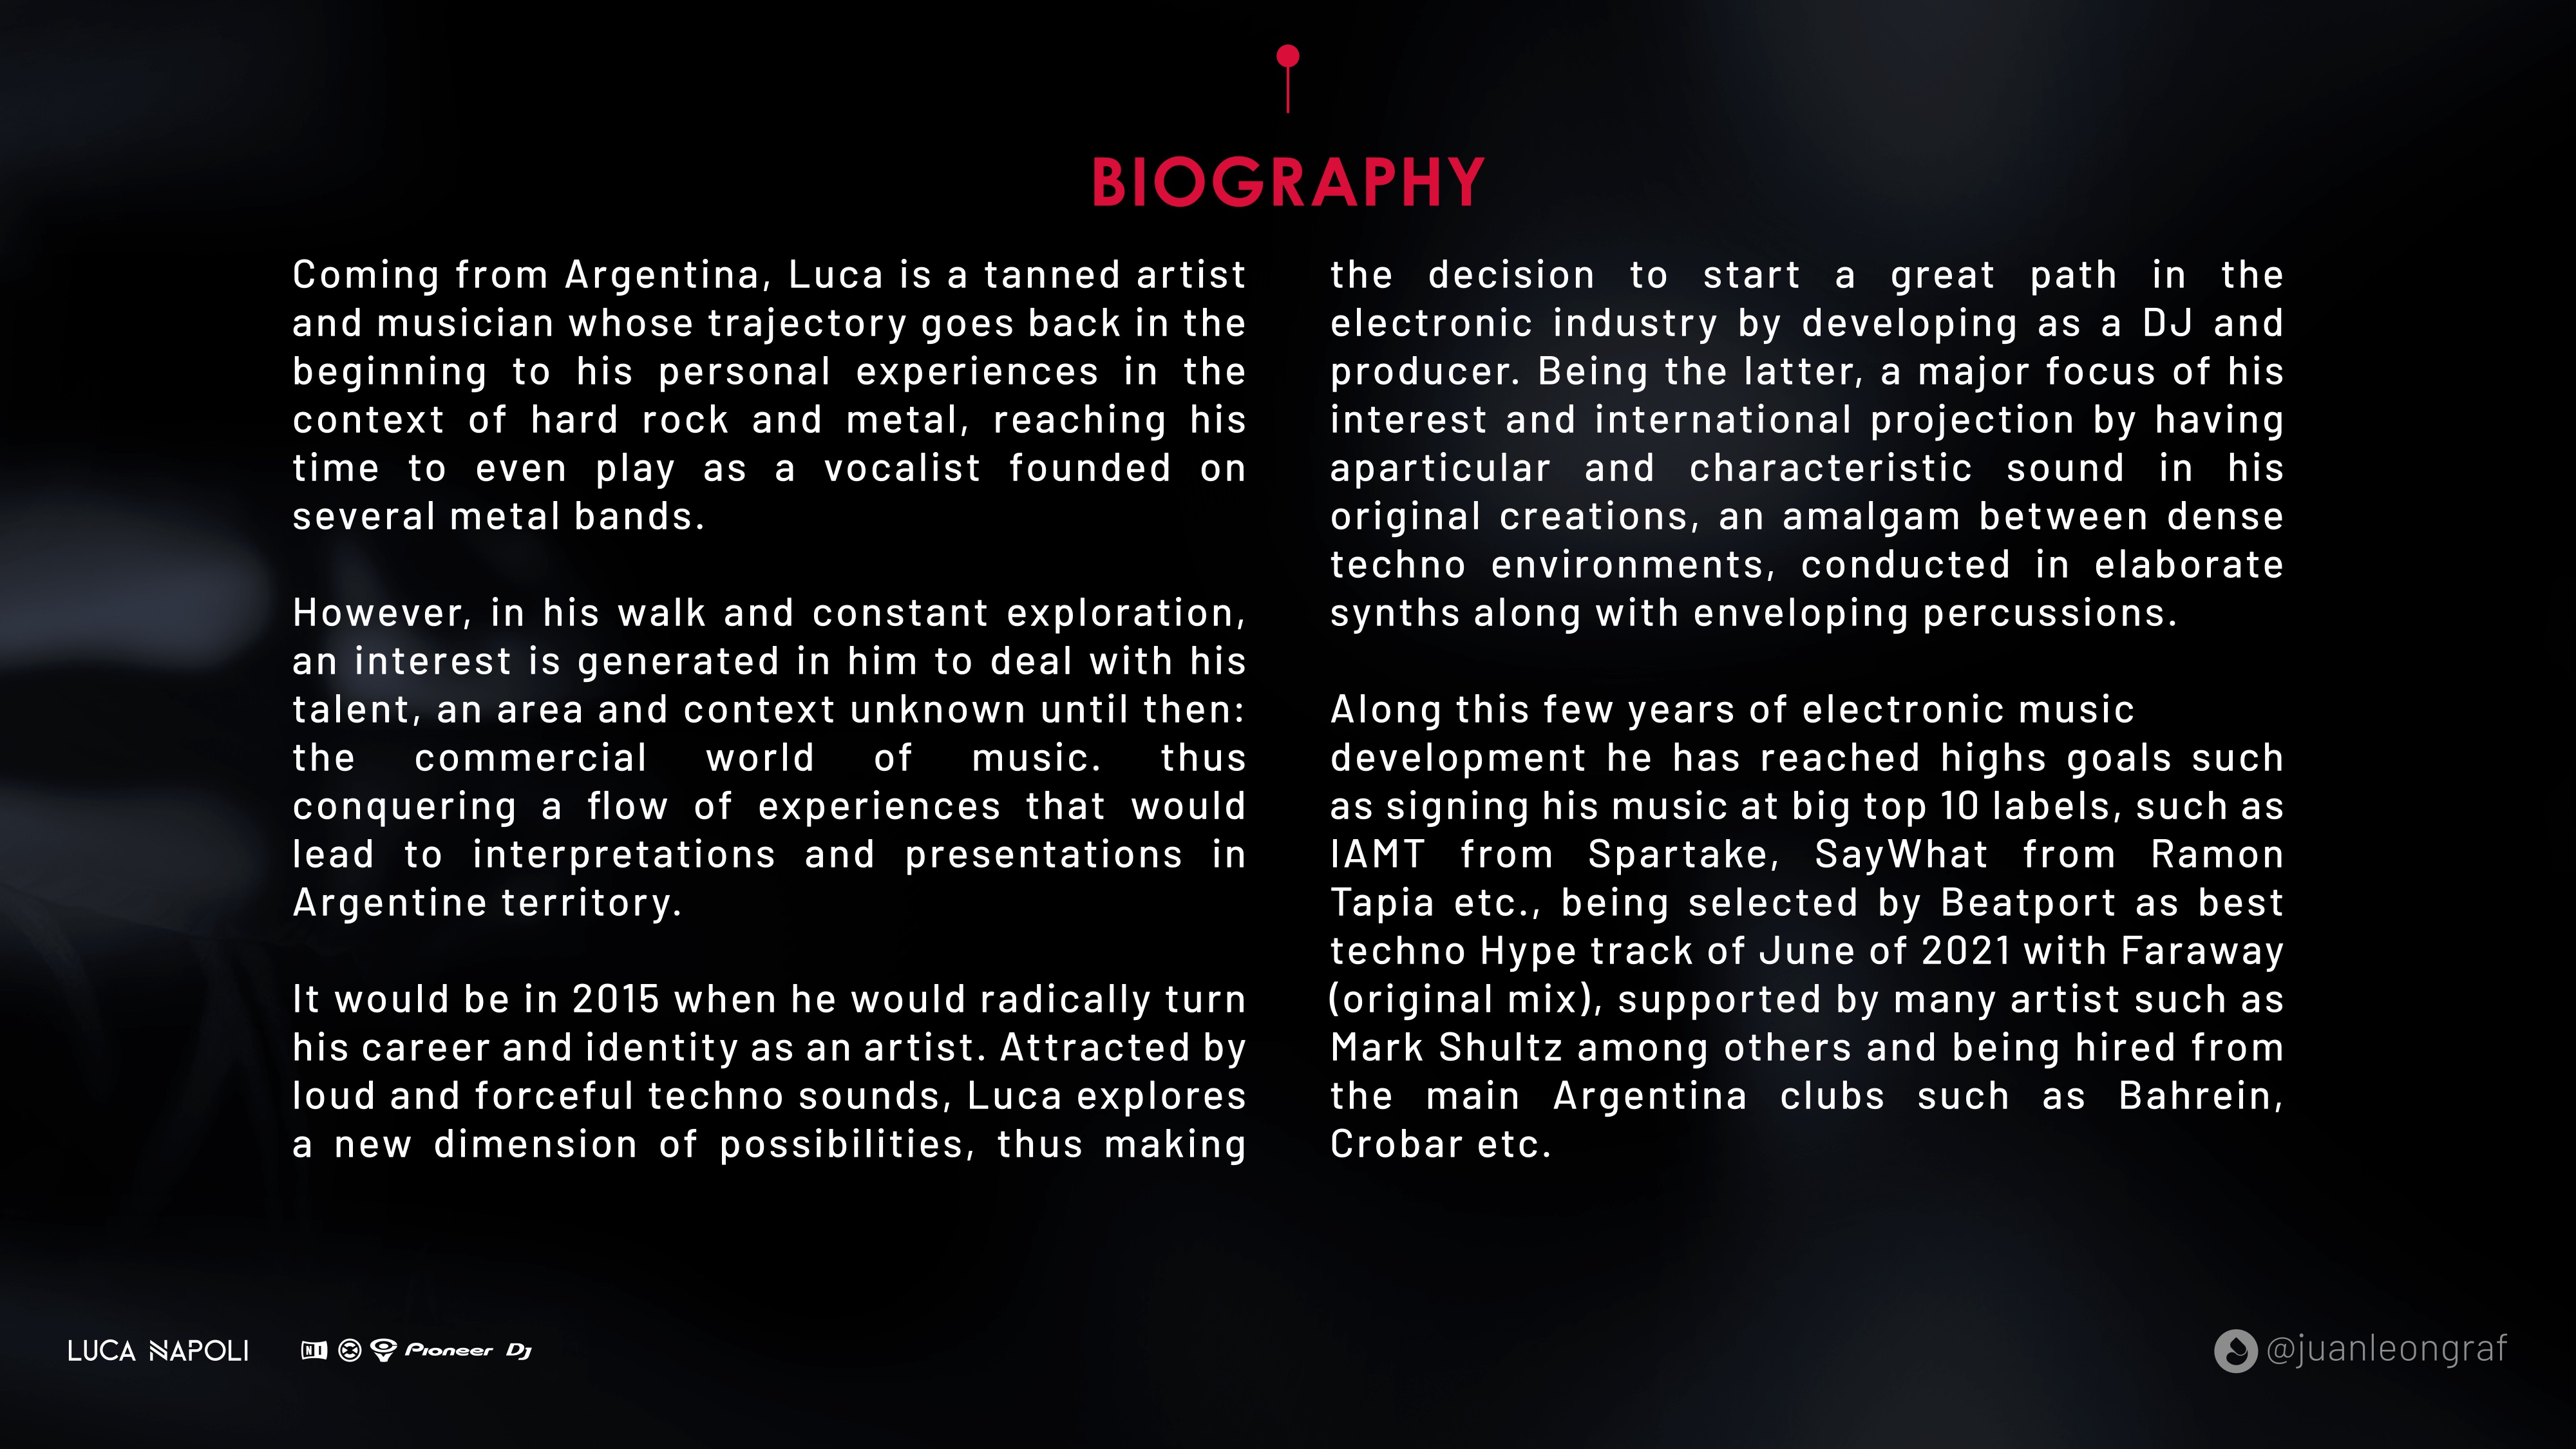 BIOGRAPHY
Coming from Argentina, Luca is a tanned artist
and musician whose trajectory goes back in the
beginning to his personal experiences in the
context of hard rock and metal, reaching his
time to even play as a vocalist founded on
several metal bands.
However, in his walk and constant exploration,
an interest is generated in him to deal with his
talent, an area and context unknown until then:
the commercial world of music. thus
conquering a flow of experiences that would
lead to interpretations and presentations in
Argentine territory.
It would be in 2015 when he would radically turn
his career and identity as an artist. Attracted by
loud and forceful techno sounds, Luca explores
a new dimension of possibilities, thus making
the decision to start a great path in the
electronic industry by developing as a DJ and
producer. Being the latter, a major focus of his
interest and international projection by having
aparticular and characteristic sound in his
original creations, an amalgam between dense
techno environments, conducted in elaborate
synths along with enveloping percussions.
Along this few years of electronic music
development he has reached highs goals such
as signing his music at big top 10 labels, such as
IAMT from Spartake, SayWhat from Ramon
Tapia etc., being selected by Beatport as best
techno Hype track of June of 2021 with Faraway
(original mix), supported by many artist such as
Mark Shultz among others and being hired from
the main Argentina clubs such as Bahrein,
Crobar etc.
LUCA NAPOLI NI Pioneer DJ
@juanleongraf